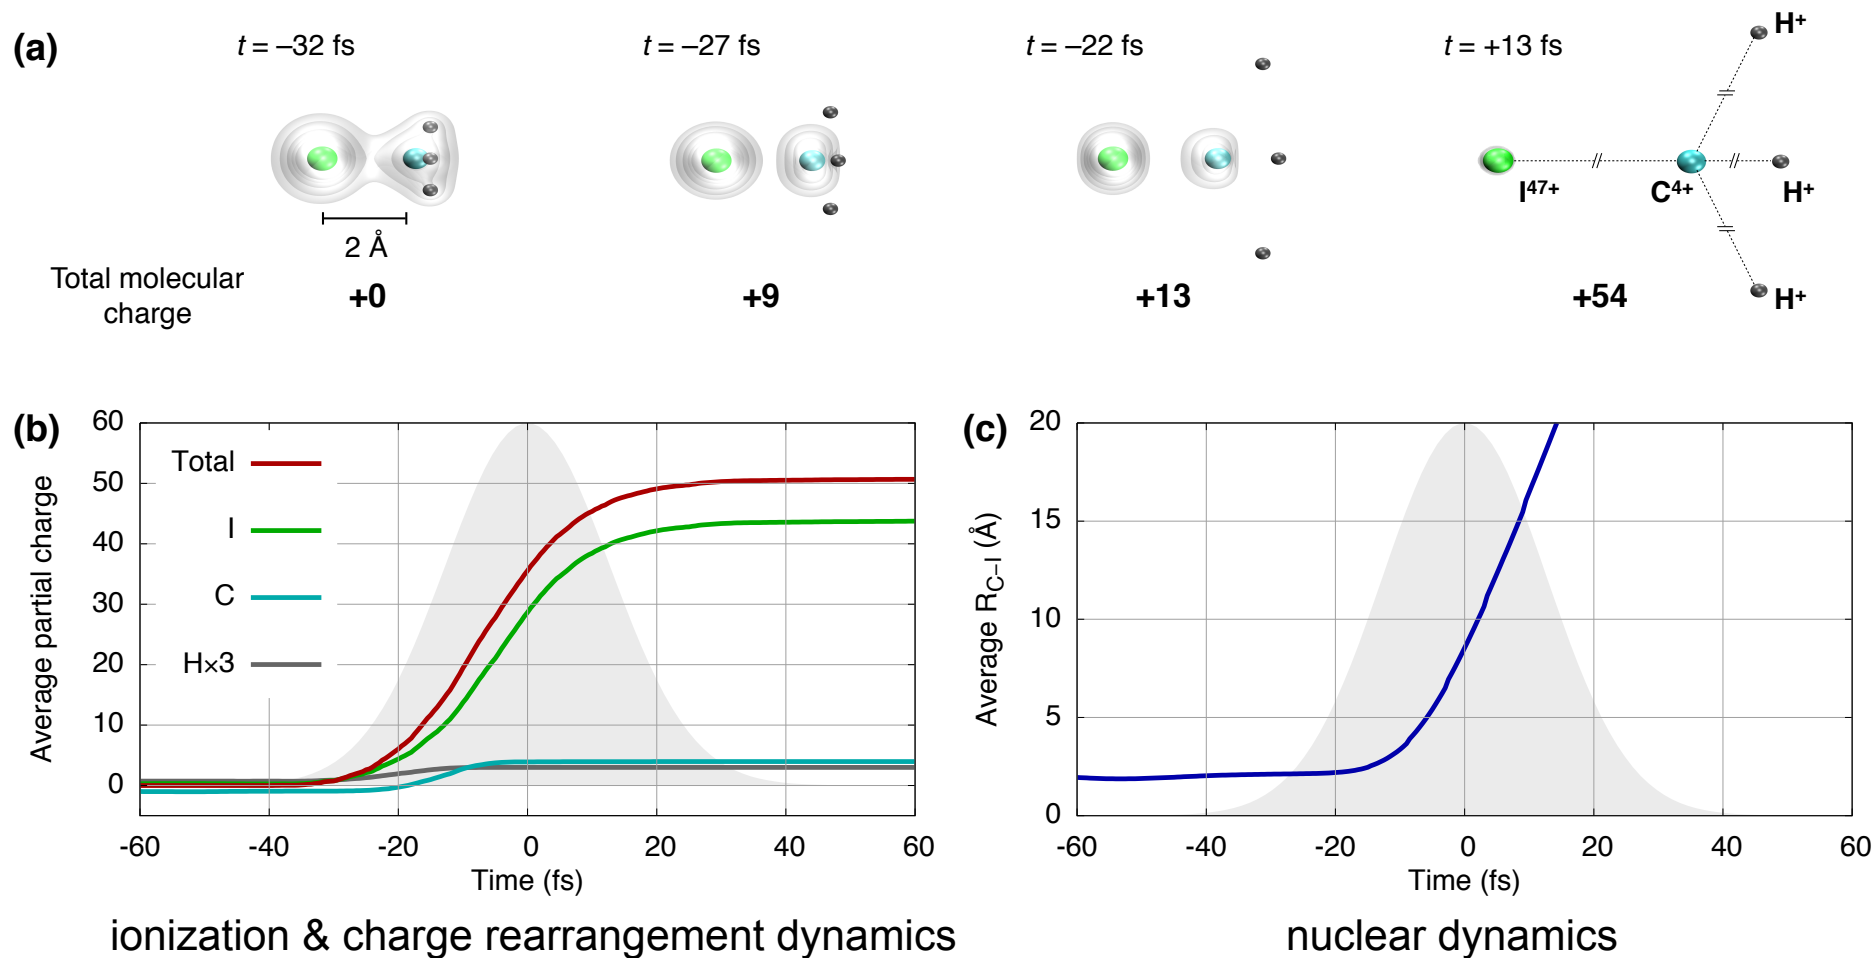 (a)
t = –32 fs
t = –27 fs
t = –22 fs
t = +13 fs
H⁺
I⁴⁷⁺
C⁴⁺
H⁺
2 Å
Total molecular
charge
+0
+9
+13
+54
H⁺
(b)
Average partial charge
60
50
40
30
20
10
0
Total
I
C
H×3
-60
-40
-20
0
20
40
60
Time (fs)
ionization & charge rearrangement dynamics
(c)
Average R_C–I (Å)
20
15
10
5
0
-60
-40
-20
0
20
40
60
Time (fs)
nuclear dynamics